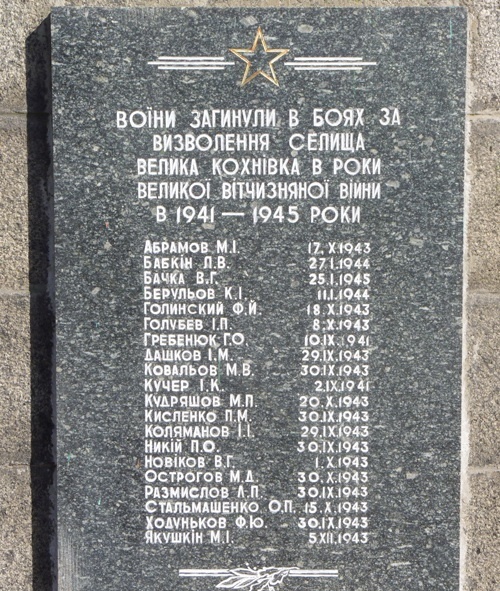 ВОЇНИ ЗАГИНУЛИ В БОЯХ ЗА
ВИЗВОЛЕННЯ СЕЛИЩА
ВЕЛИКА КОХНІВКА В РОКИ
ВЕЛИКОЇ ВІТЧИЗНЯНОЇ ВІЙНИ
В 1941 — 1945 РОКИ
АБРАМОВ М.І. 17.X.1943
БАБКІН Л.В. 27.I.1944
БАЧКА В.Г. 25.I.1945
БЕРУЛЬОВ К.І. 11.I.1944
ГОЛИНСКИЙ Ф.Й. 18.X.1943
ГОЛУБЕВ І.П. 8.X.1943
ГРЕБЕНЮК Г.О. 10.IX.1941
ДАШКОВ І.М. 29.IX.1943
КОВАЛЬОВ М.В. 30.IX.1943
КУЧЕР І.К. 2.IX.1941
КУДРЯШОВ М.П. 20.X.1943
КИСЛЕНКО П.М. 30.IX.1943
КОЛЯМАНОВ І.І. 29.IX.1943
НИКІЙ П.О. 30.IX.1943
НОВІКОВ В.Г. 1.X.1943
ОСТРОГОВ М.Д. 30.X.1943
РАЗМИСЛОВ Л.П. 30.IX.1943
СТАЛЬМАШЕНКО О.П. 15.X.1943
ХОДУНЬКОВ Ф.Ю. 30.IX.1943
ЯКУШКІН М.І. 5.XII.1943